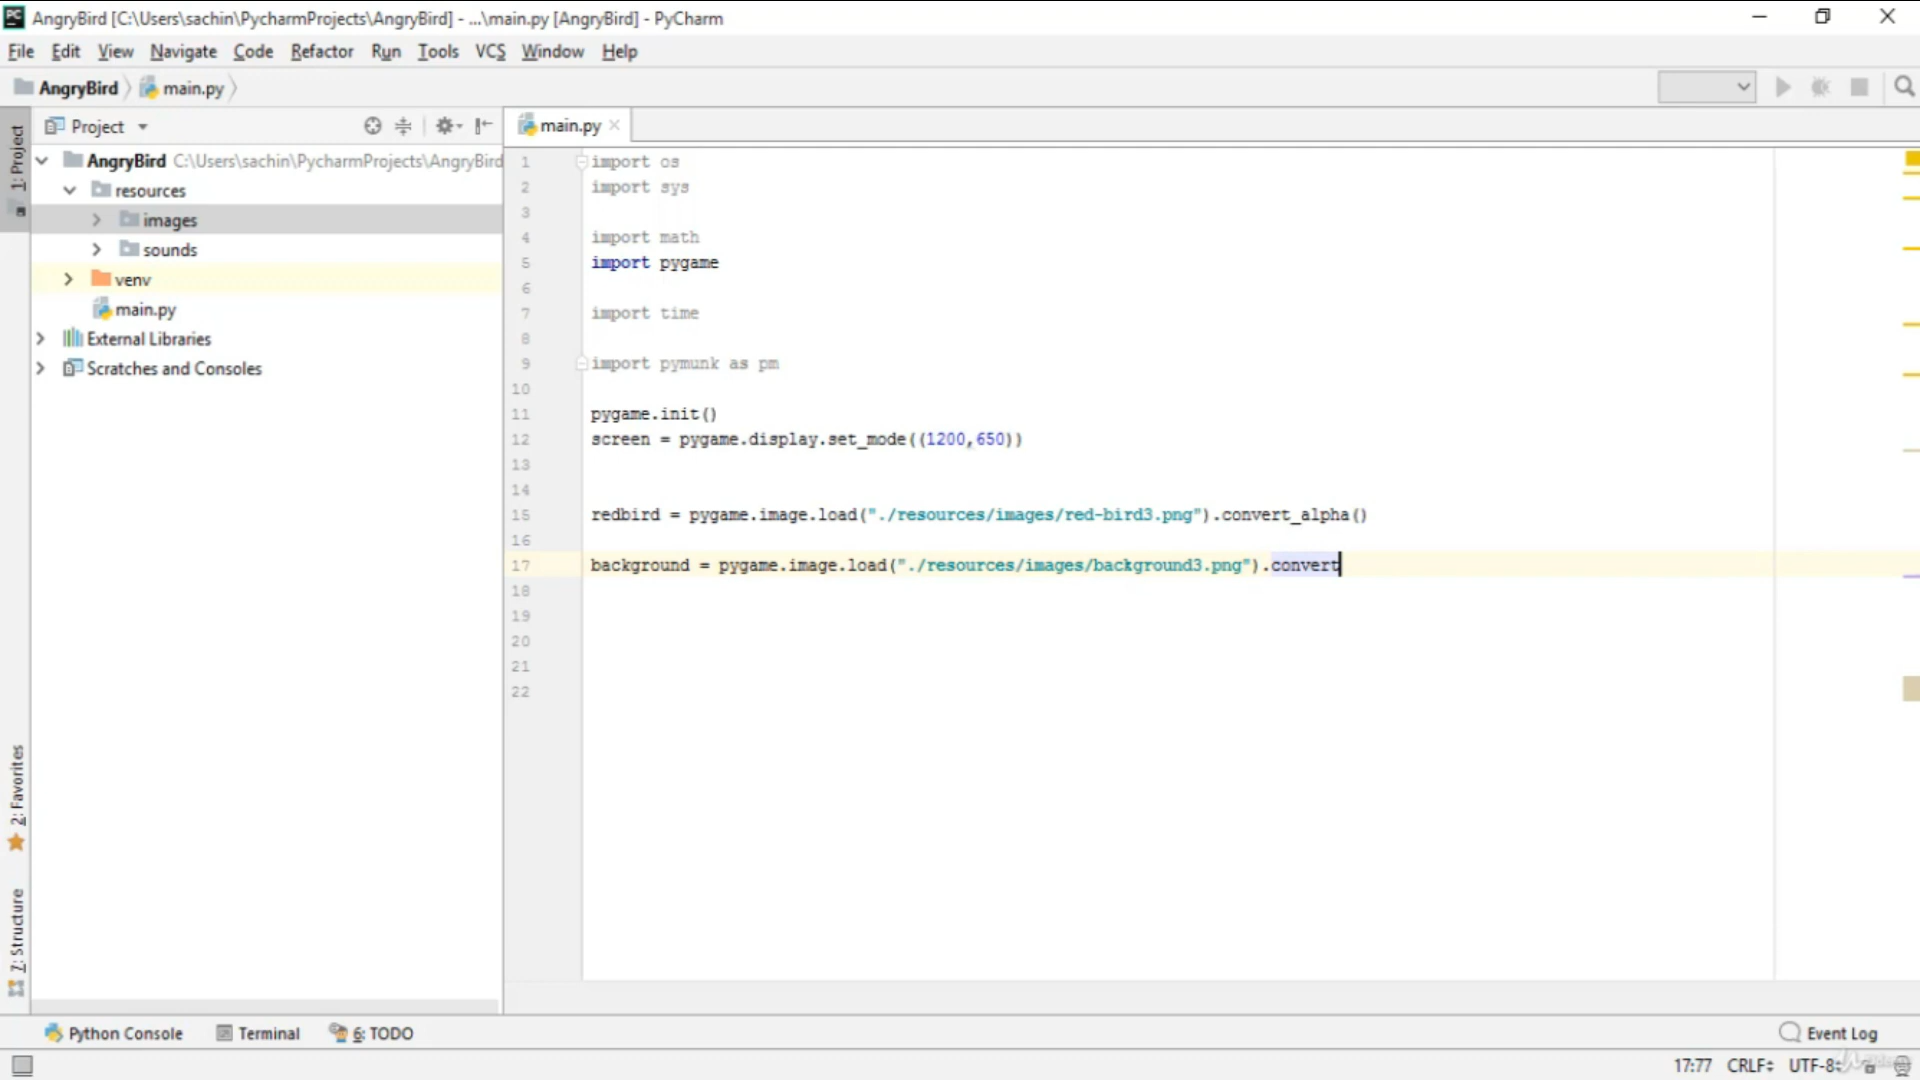 AngryBird [C:\Users\sachin\PycharmProjects\AngryBird] - ...\main.py [AngryBird] - PyCharm
File Edit View Navigate Code Refactor Run Tools VCS Window Help
AngryBird main.py
1: Project
Project
main.py
AngryBird C:\Users\sachin\PycharmProjects\AngryBird
resources
images
sounds
venv
main.py
External Libraries
Scratches and Consoles
1 import os
2 import sys
3
4 import math
5 import pygame
6
7 import time
8
9 import pymunk as pm
10
11 pygame.init()
12 screen = pygame.display.set_mode((1200,650))
13
14
15 redbird = pygame.image.load("./resources/images/red-bird3.png").convert_alpha()
16
17 background = pygame.image.load("./resources/images/background3.png").convert
18
19
20
21
22
2: Favorites
7: Structure
Python Console Terminal 6: TODO Event Log
17:77 CRLF UTF-8